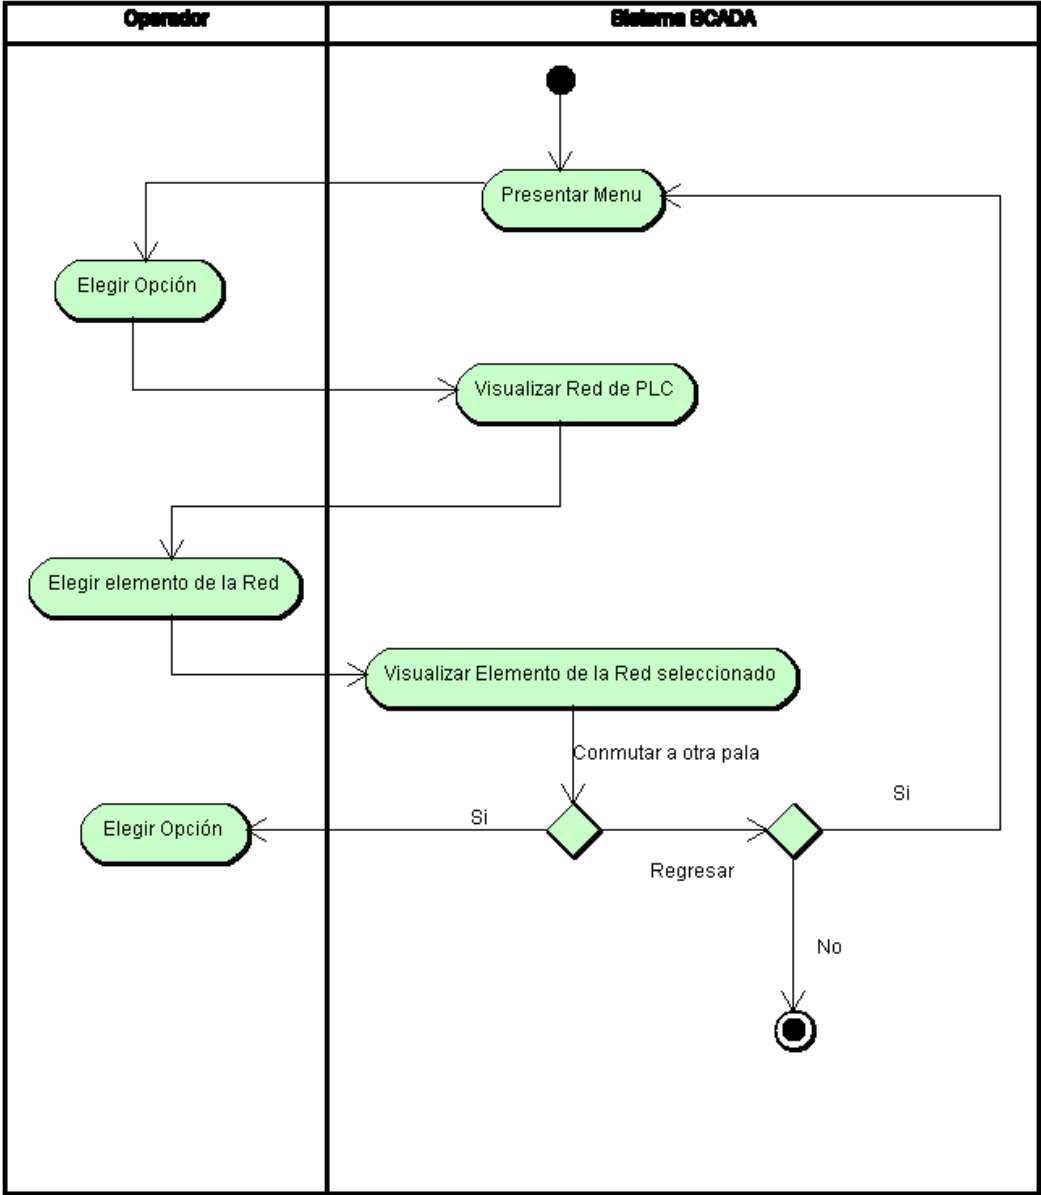 Operador
Sistema SCADA
Presentar Menu
Elegir Opción
Visualizar Red de PLC
Elegir elemento de la Red
Visualizar Elemento de la Red seleccionado
Conmutar a otra pala
Si
Elegir Opción
Si
Regresar
No